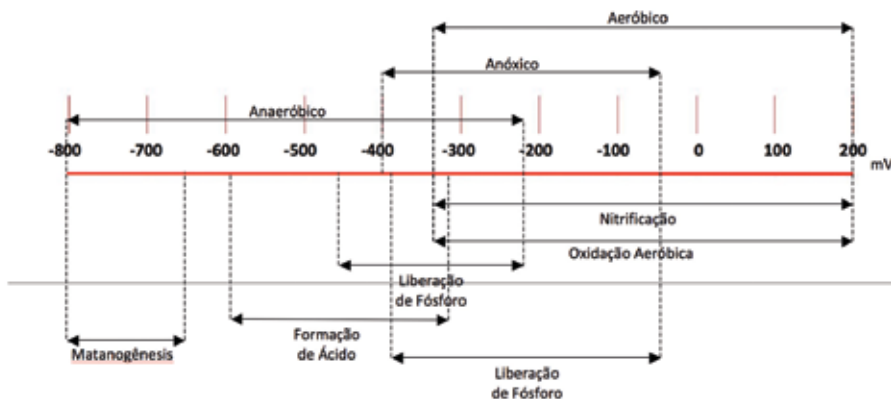 Aeróbico
Anóxico
Anaeróbico
-800 -700 -600 -500 -400 -300 -200 -100 0 100 200
mV
Nitrificação
Oxidação Aeróbica
Liberação
de Fósforo
Formação
de Ácido
Matanogênesis
Liberação
de Fósforo